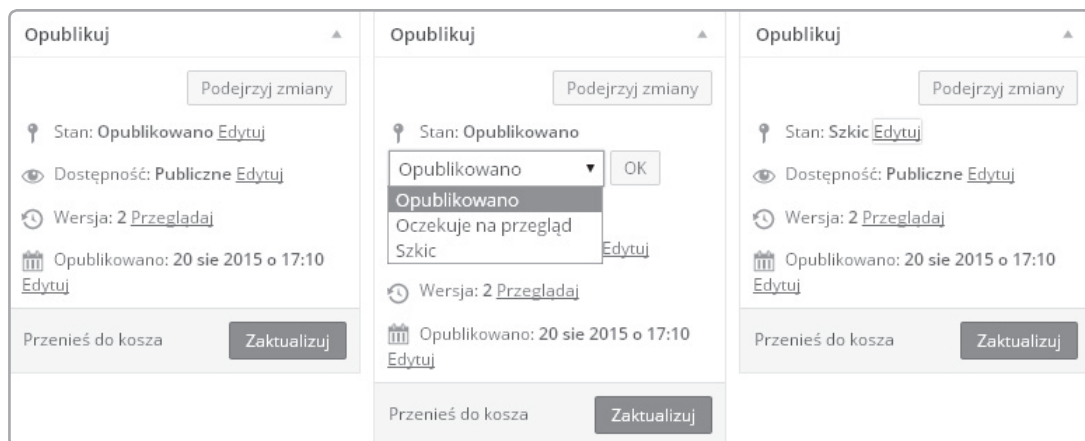 Opublikuj
Podejrzyj zmiany
Stan: Opublikowano Edytuj
Dostępność: Publiczne Edytuj
Wersja: 2 Przeglądaj
Opublikowano: 20 sie 2015 o 17:10
Edytuj
Przenieś do kosza Zaktualizuj
Opublikuj
Podejrzyj zmiany
Stan: Opublikowano
Opublikowano OK
Opublikowano
Oczekuje na przegląd
Szkic
Edytuj
Wersja: 2 Przeglądaj
Opublikowano: 20 sie 2015 o 17:10
Edytuj
Przenieś do kosza Zaktualizuj
Opublikuj
Podejrzyj zmiany
Stan: Szkic Edytuj
Dostępność: Publiczne Edytuj
Wersja: 2 Przeglądaj
Opublikowano: 20 sie 2015 o 17:10
Edytuj
Przenieś do kosza Zaktualizuj